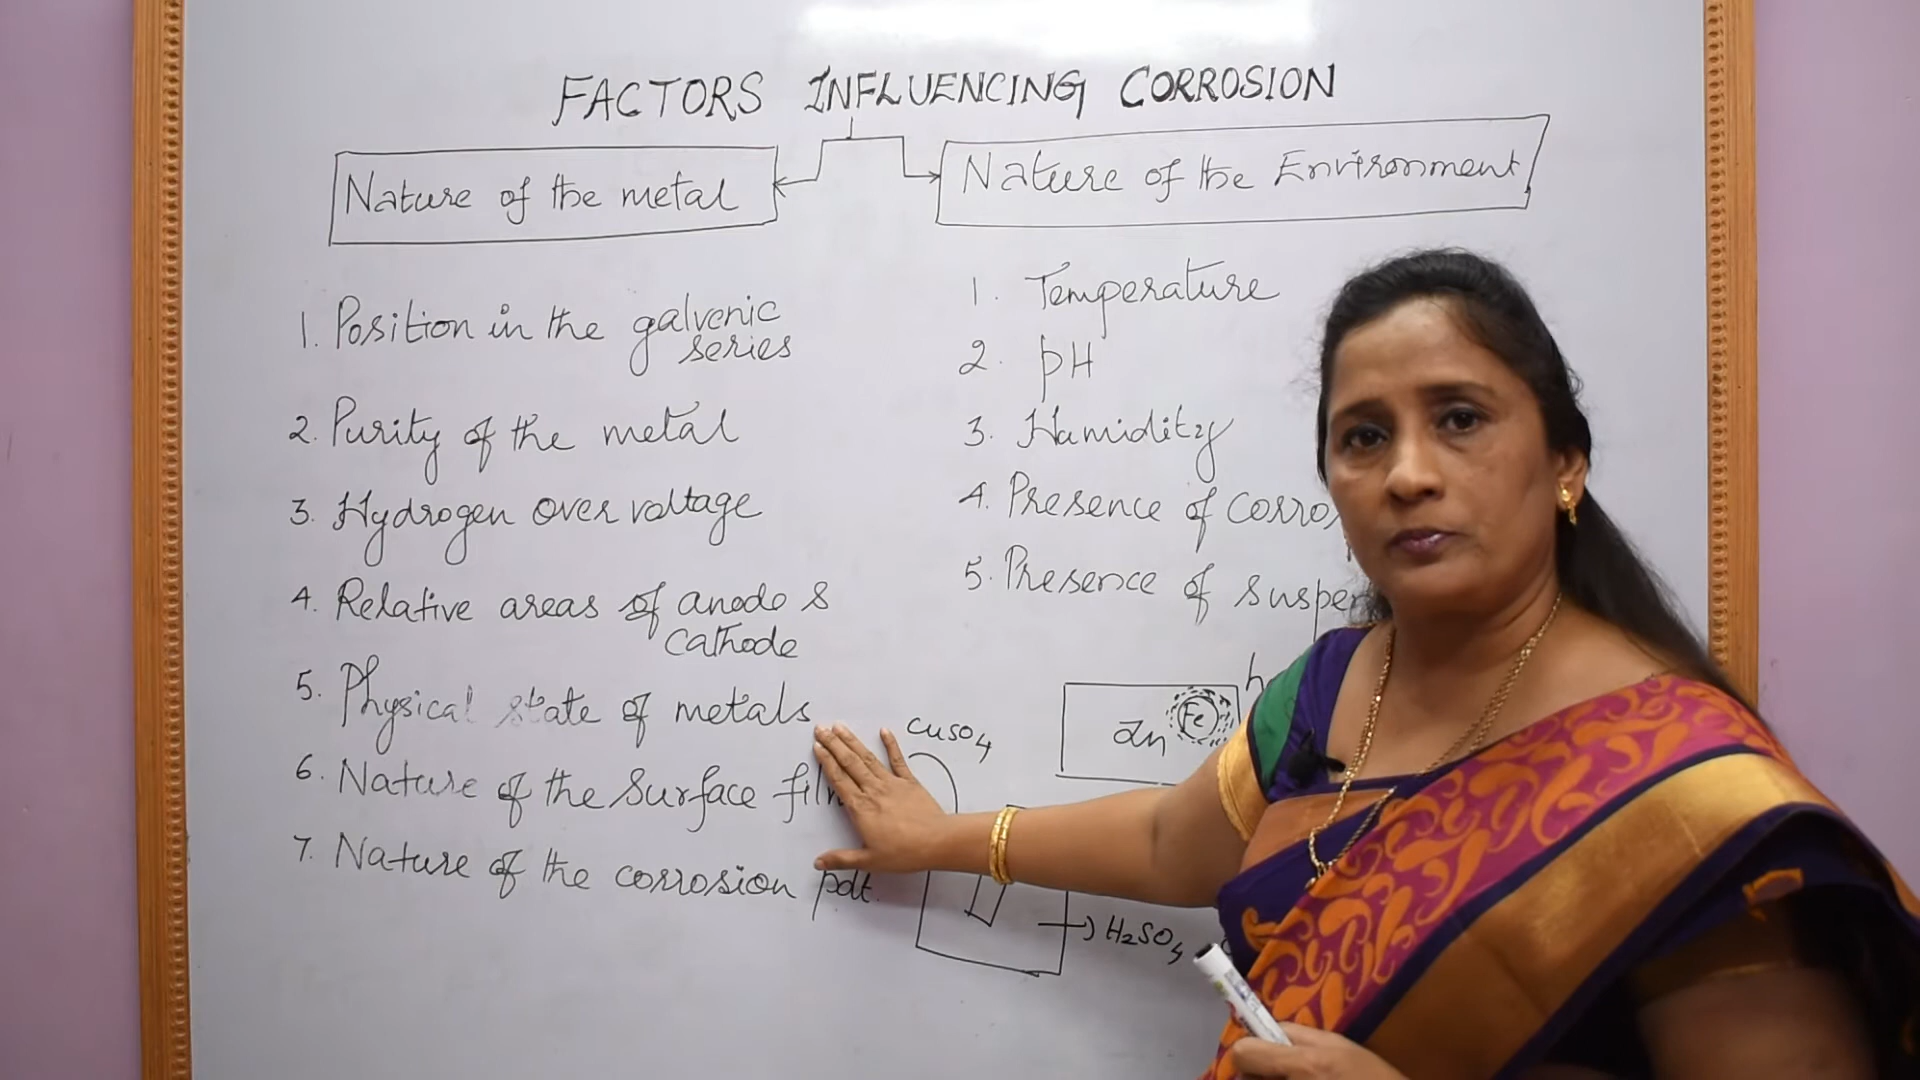 FACTORS INFLUENCING CORROSION
Nature of the metal
Nature of the Environment
1. Position in the galvenic
series
2. Purity of the metal
3. Hydrogen over voltage
4. Relative areas of anode &
cathode
5. Physical state of metals
6. Nature of the surface
7. Nature of the corrosion pdt.
1. Temperature
2. pH
3. Humidity
4. Presence of
5. Presence of
Zn
Fe
CuSO4
H2SO4